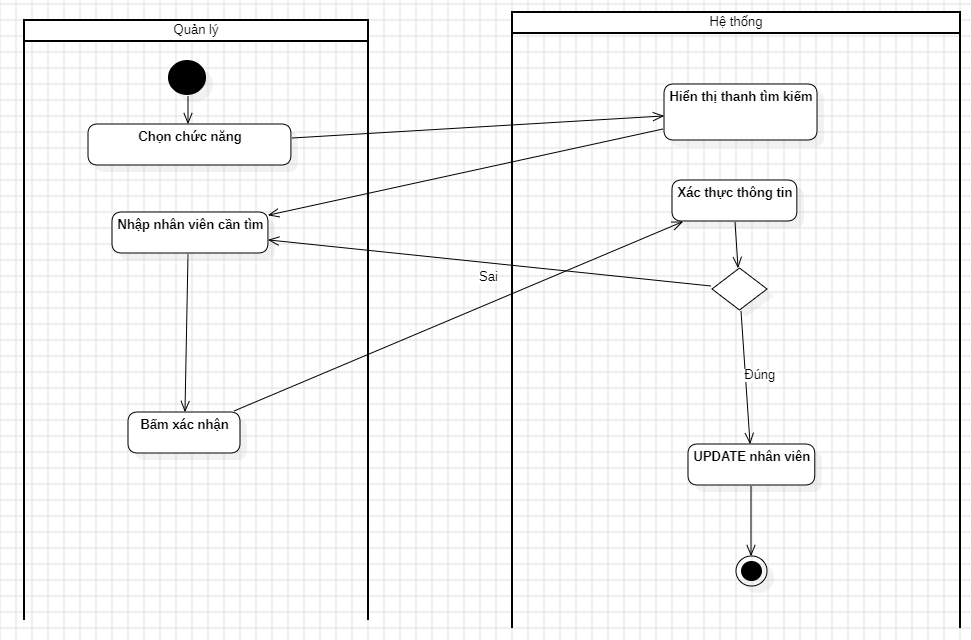 Quản lý
Hệ thống
Chọn chức năng
Hiển thị thanh tìm kiếm
Nhập nhân viên cần tìm
Xác thực thông tin
Sai
Đúng
Bấm xác nhận
UPDATE nhân viên